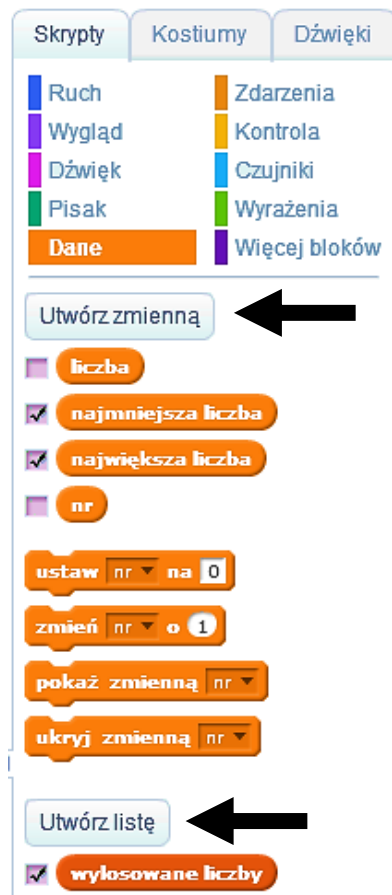 Skrypty Kostiumy Dźwięki
Ruch Zdarzenia
Wygląd Kontrola
Dźwięk Czujniki
Pisak Wyrażenia
Dane Więcej bloków
Utwórz zmienną
liczba
najmniejsza liczba
największa liczba
nr
ustaw nr na 0
zmień nr o 1
pokaż zmienną nr
ukryj zmienną nr
Utwórz listę
wylosowane liczby